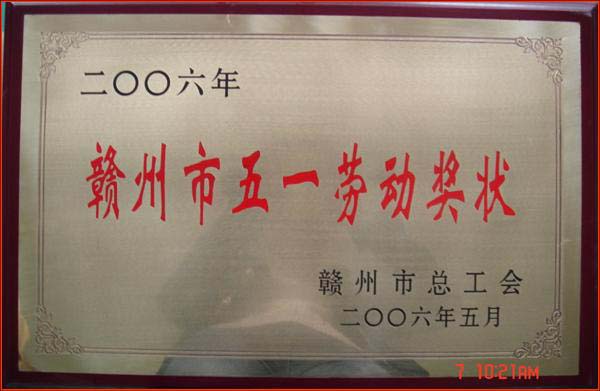 二〇〇六年
赣州市五一劳动奖状
赣州市总工会
二〇〇六年五月
7 10:21AM